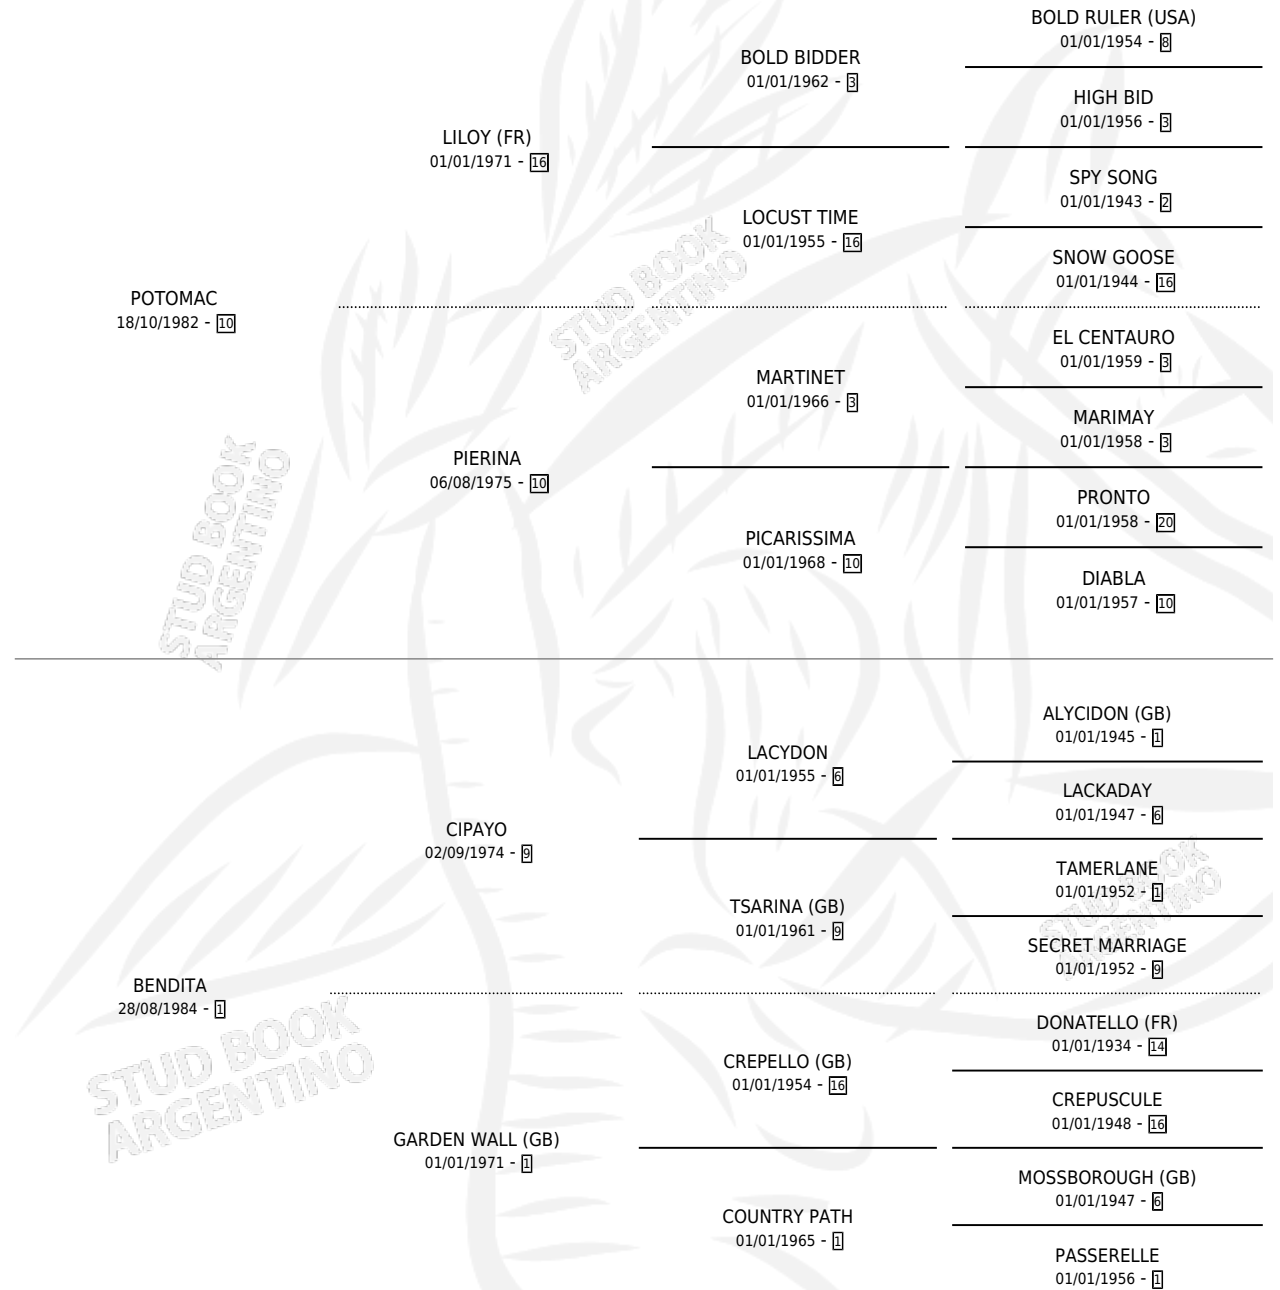 BOLD RULER (USA)
01/01/1954 - 8
BOLD BIDDER
01/01/1962 - 3
HIGH BID
01/01/1956 - 3
LILOY (FR)
01/01/1971 - 16
SPY SONG
01/01/1943 - 2
LOCUST TIME
01/01/1955 - 16
SNOW GOOSE
01/01/1944 - 16
POTOMAC
18/10/1982 - 10
STUD BOOK
ARGENTINO
EL CENTAURO
01/01/1959 - 3
MARTINET
01/01/1966 - 3
MARIMAY
01/01/1958 - 3
PIERINA
06/08/1975 - 10
PRONTO
01/01/1958 - 20
PICARISSIMA
01/01/1968 - 10
DIABLA
01/01/1957 - 10
STUD BOOK
ARGENTINO
ALYCIDON (GB)
01/01/1945 - 1
LACYDON
01/01/1955 - 6
LACKADAY
01/01/1947 - 6
CIPAYO
02/09/1974 - 9
TAMERLANE
01/01/1952 - 1
TSARINA (GB)
01/01/1961 - 9
SECRET MARRIAGE
01/01/1952 - 9
STUD BOOK
ARGENTINO
BENDITA
28/08/1984 - 1
DONATELLO (FR)
01/01/1934 - 14
CREPELLO (GB)
01/01/1954 - 16
CREPUSCULE
01/01/1948 - 16
STUD BOOK
ARGENTINO
GARDEN WALL (GB)
01/01/1971 - 1
MOSSBOROUGH (GB)
01/01/1947 - 6
COUNTRY PATH
01/01/1965 - 1
PASSERELLE
01/01/1956 - 1